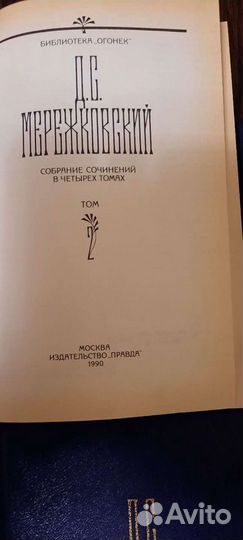 БИБЛИОТЕКА „ОГОНЕК"
Д.С.
МЕРЕЖКОВСКИЙ
СОБРАНИЕ СОЧИНЕНИЙ
В ЧЕТЫРЕХ ТОМАХ
ТОМ
2
МОСКВА
ИЗДАТЕЛЬСТВО „ПРАВДА"
1990
Д.С.
Avito